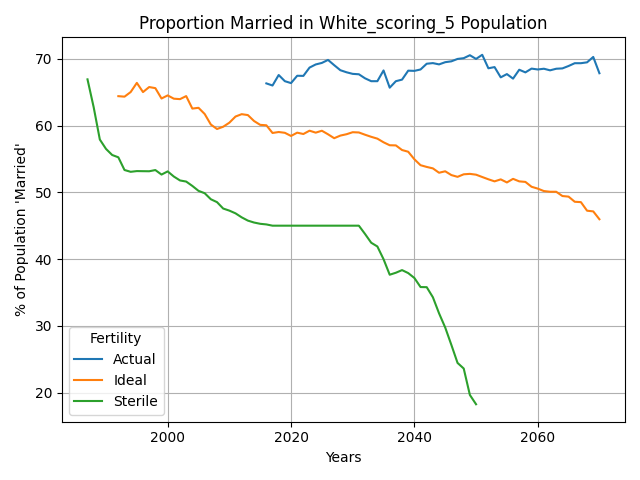 Proportion Married in White_scoring_5 Population
% of Population 'Married'
70
60
50
40
30
20
Fertility
Actual
Ideal
Sterile
2000 2020 2040 2060
Years